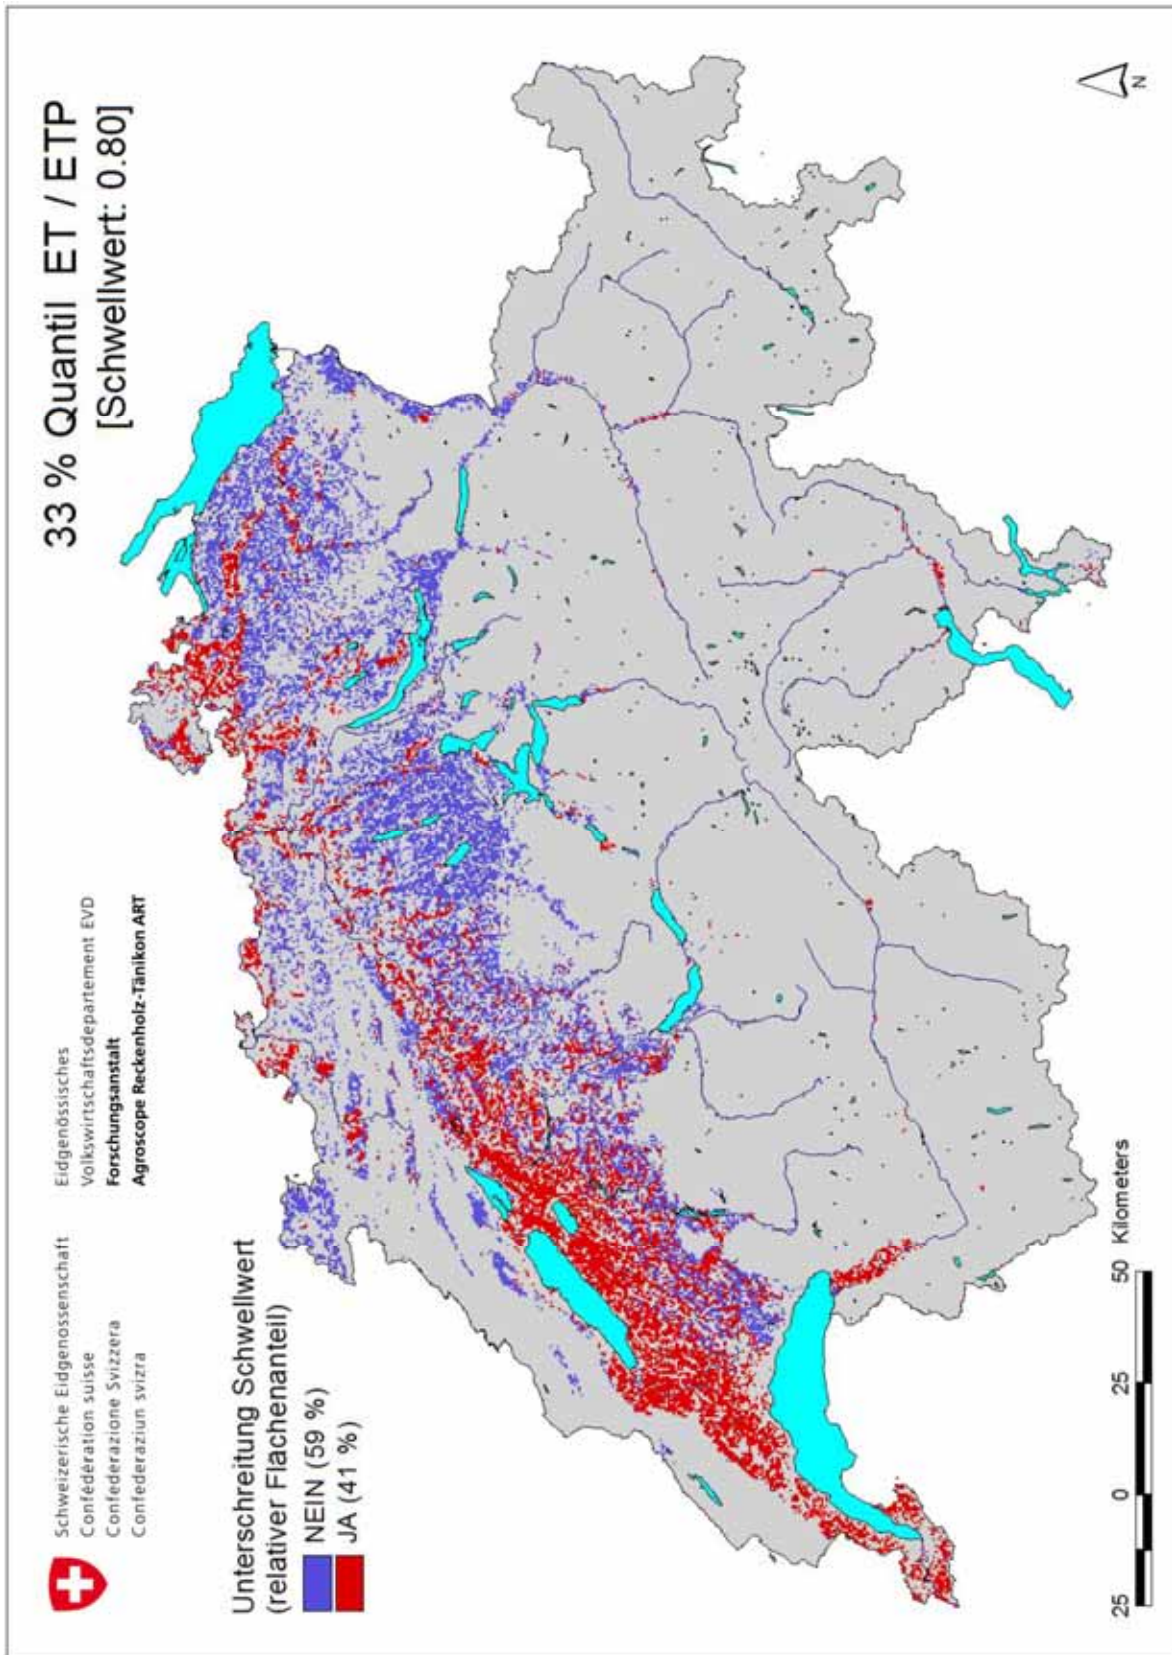 Schweizerische Eidgenossenschaft
Confédération suisse
Confederazione Svizzera
Confederaziun svizra
Eidgenössisches
Volkswirtschaftsdepartement EVD
Forschungsanstalt
Agroscope Reckenholz-Tänikon ART
33 % Quantil ET / ETP
[Schwellwert: 0.80]
Unterschreitung Schwellwert
(relativer Flächenanteil)
NEIN (59 %)
JA (41 %)
25 0 25 50 Kilometers
N